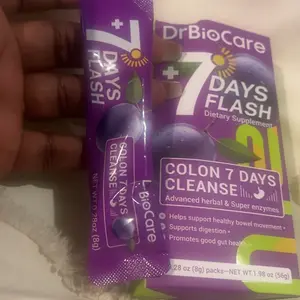 +7
DAYS
FLASH
COLON 7 DAYS
CLEANSE
BIOCARE
DrBioCare
+7 DAYS
FLASH
Dietary Supplement
COLON 7 DAYS
CLEANSE
Advanced herbal & Super enzymes
Helps support healthy bowel movement
Supports digestion
Promotes good gut health
.28 oz (8g) packs–NET WT. 1.98 oz (56g)